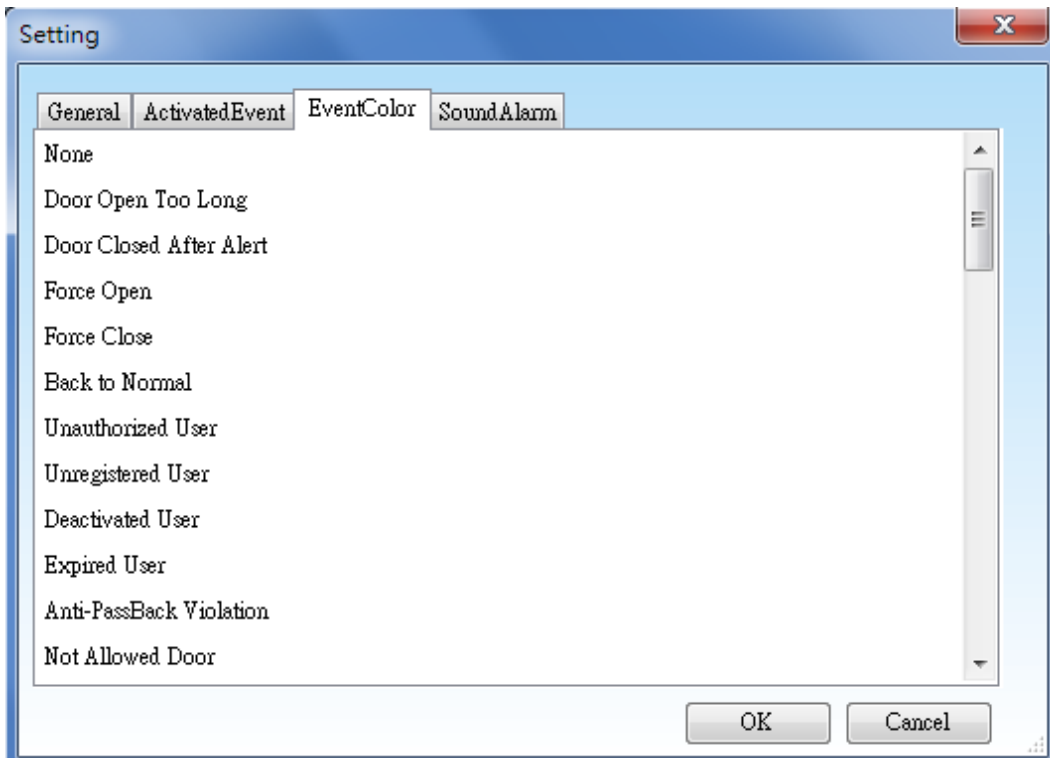 Setting
General ActivatedEvent EventColor SoundAlarm
None
Door Open Too Long
Door Closed After Alert
Force Open
Force Close
Back to Normal
Unauthorized User
Unregistered User
Deactivated User
Expired User
Anti-PassBack Violation
Not Allowed Door
OK Cancel